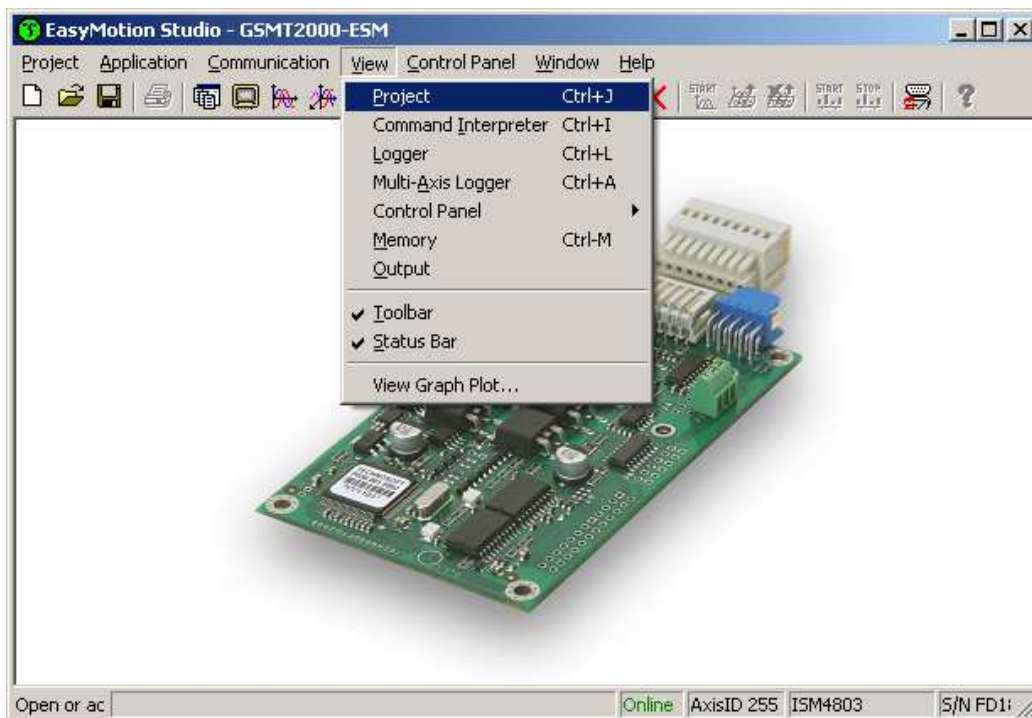 EasyMotion Studio - GSMT2000-ESM
Project Application Communication View Control Panel Window Help
START START STOP
Project Ctrl+J
Command Interpreter Ctrl+I
Logger Ctrl+L
Multi-Axis Logger Ctrl+A
Control Panel
Memory Ctrl-M
Output
Toolbar
Status Bar
View Graph Plot...
TECHNOSOFT
Open or ac Online AxisID 255 ISM4803 S/N FD1